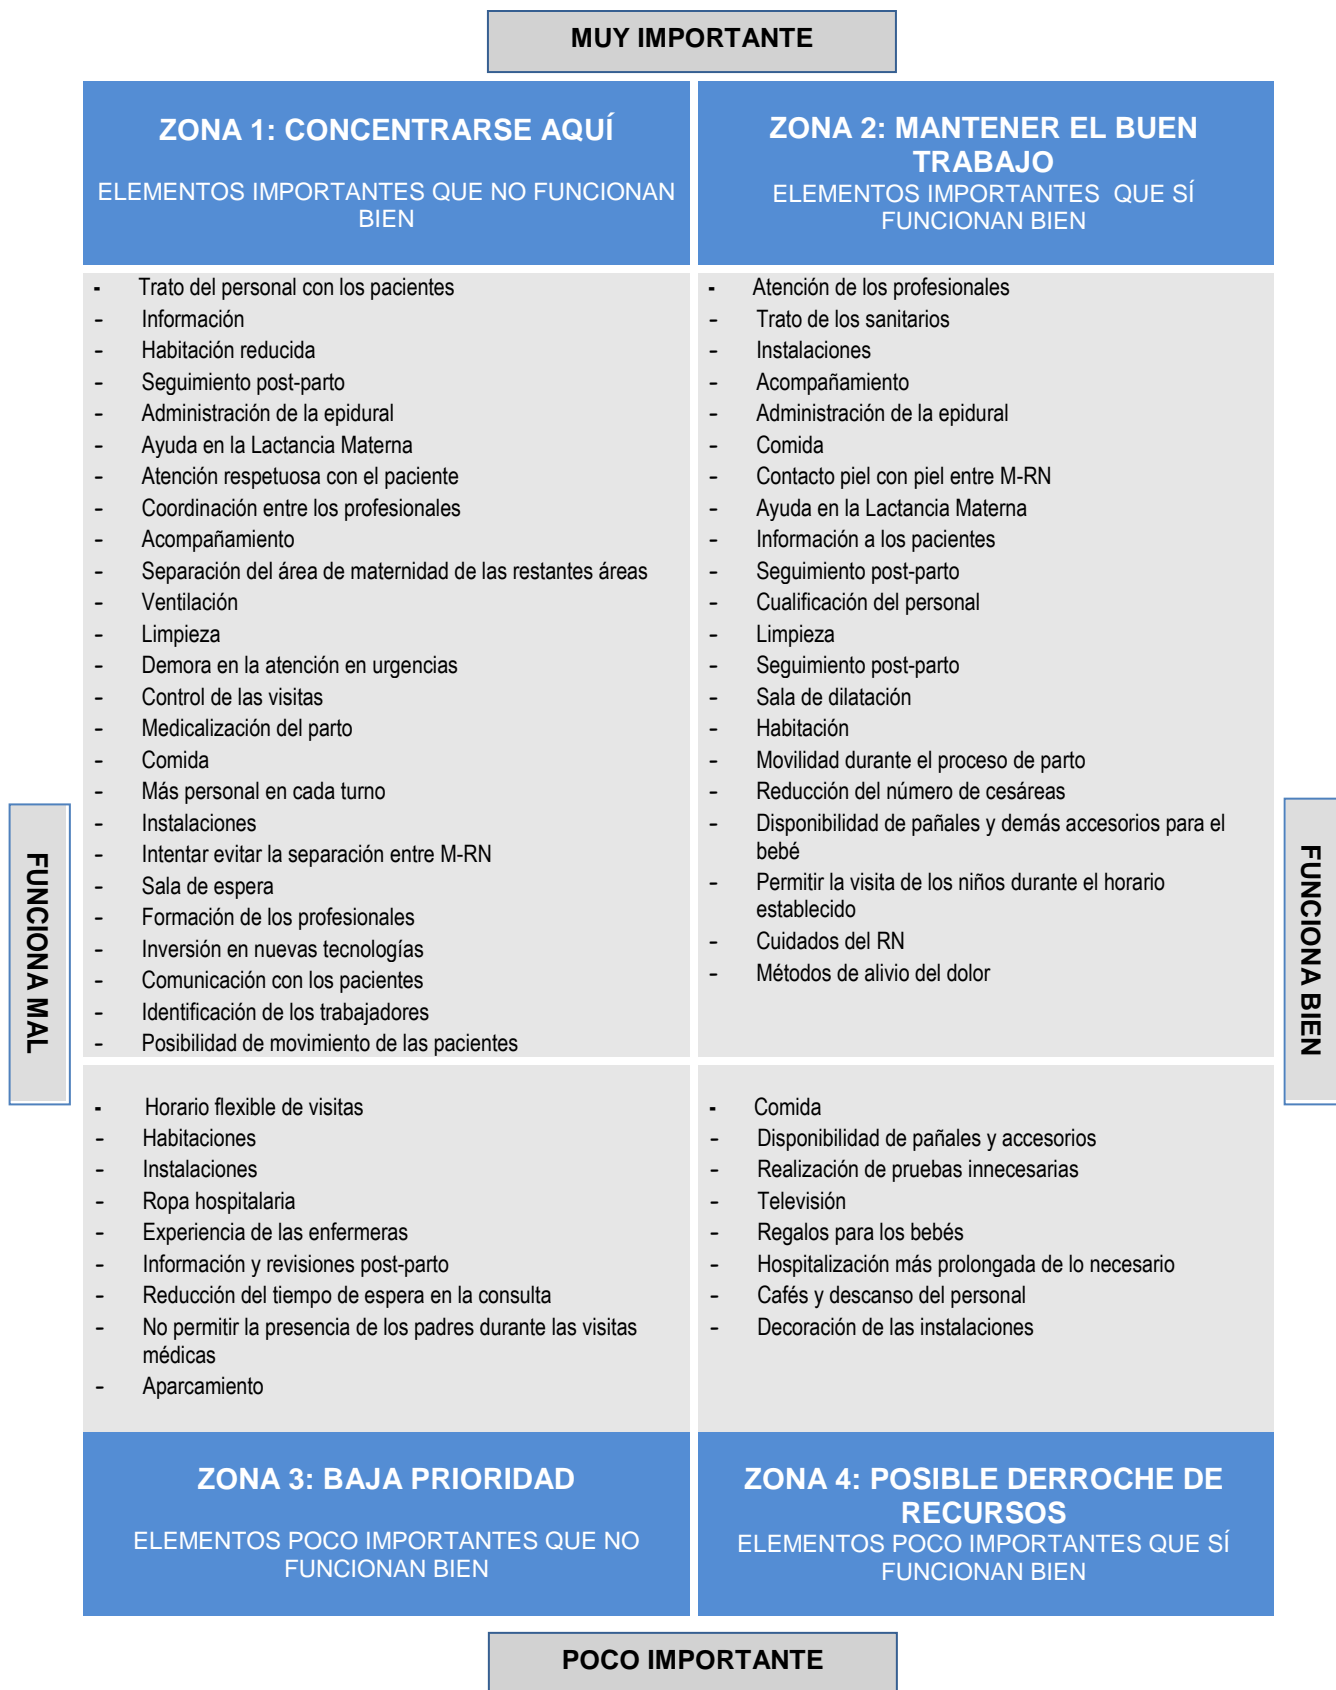 MUY IMPORTANTE
ZONA 1: CONCENTRARSE AQUÍ
ELEMENTOS IMPORTANTES QUE NO FUNCIONAN
BIEN
ZONA 2: MANTENER EL BUEN
TRABAJO
ELEMENTOS IMPORTANTES QUE SÍ
FUNCIONAN BIEN
- Trato del personal con los pacientes
- Información
- Habitación reducida
- Seguimiento post-parto
- Administración de la epidural
- Ayuda en la Lactancia Materna
- Atención respetuosa con el paciente
- Coordinación entre los profesionales
- Acompañamiento
- Separación del área de maternidad de las restantes áreas
- Ventilación
- Limpieza
- Demora en la atención en urgencias
- Control de las visitas
- Medicalización del parto
- Comida
- Más personal en cada turno
- Instalaciones
- Intentar evitar la separación entre M-RN
- Sala de espera
- Formación de los profesionales
- Inversión en nuevas tecnologías
- Comunicación con los pacientes
- Identificación de los trabajadores
- Posibilidad de movimiento de las pacientes
- Atención de los profesionales
- Trato de los sanitarios
- Instalaciones
- Acompañamiento
- Administración de la epidural
- Comida
- Contacto piel con piel entre M-RN
- Ayuda en la Lactancia Materna
- Información a los pacientes
- Seguimiento post-parto
- Cualificación del personal
- Limpieza
- Seguimiento post-parto
- Sala de dilatación
- Habitación
- Movilidad durante el proceso de parto
- Reducción del número de cesáreas
- Disponibilidad de pañales y demás accesorios para el
bebé
- Permitir la visita de los niños durante el horario
establecido
- Cuidados del RN
- Métodos de alivio del dolor
FUNCIONA MAL
FUNCIONA BIEN
- Horario flexible de visitas
- Habitaciones
- Instalaciones
- Ropa hospitalaria
- Experiencia de las enfermeras
- Información y revisiones post-parto
- Reducción del tiempo de espera en la consulta
- No permitir la presencia de los padres durante las visitas
médicas
- Aparcamiento
- Comida
- Disponibilidad de pañales y accesorios
- Realización de pruebas innecesarias
- Televisión
- Regalos para los bebés
- Hospitalización más prolongada de lo necesario
- Cafés y descanso del personal
- Decoración de las instalaciones
ZONA 3: BAJA PRIORIDAD
ELEMENTOS POCO IMPORTANTES QUE NO
FUNCIONAN BIEN
ZONA 4: POSIBLE DERROCHE DE
RECURSOS
ELEMENTOS POCO IMPORTANTES QUE SÍ
FUNCIONAN BIEN
POCO IMPORTANTE